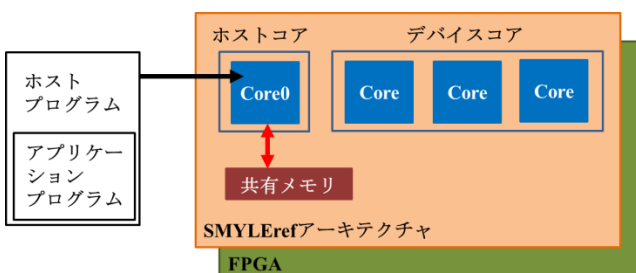 ホストコア
デバイスコア
ホスト
プログラム
アプリケー
ション
プログラム
Core0
Core
Core
Core
共有メモリ
SMYLErefアーキテクチャ
FPGA